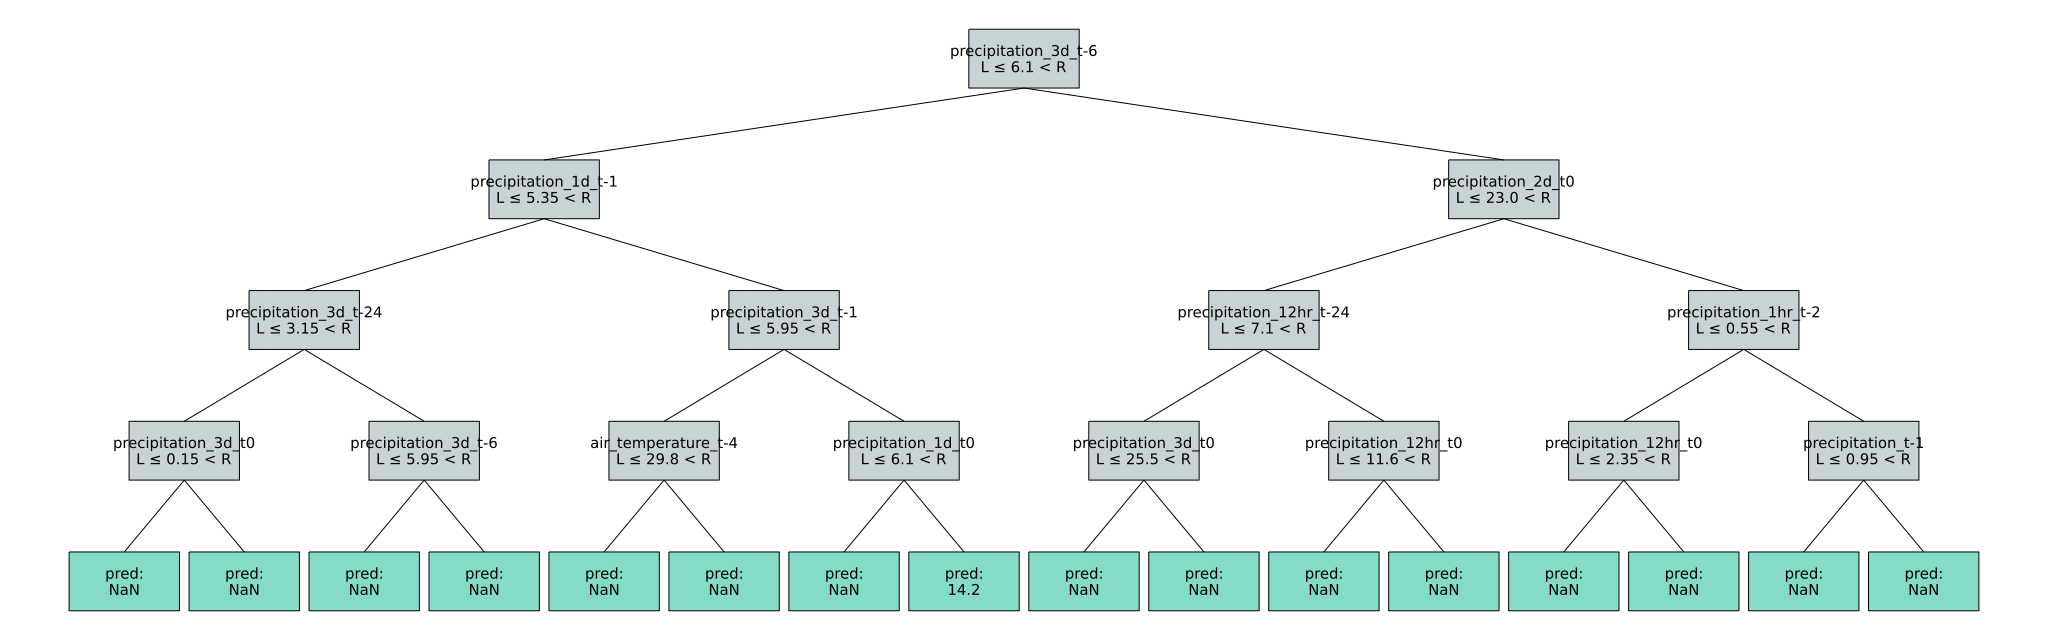 precipitation_3d_t-6
L ≤ 6.1 < R
precipitation_1d_t-1
L ≤ 5.35 < R
precipitation_2d_t0
L ≤ 23.0 < R
precipitation_3d_t-24
L ≤ 3.15 < R
precipitation_3d_t-1
L ≤ 5.95 < R
precipitation_12hr_t-24
L ≤ 7.1 < R
precipitation_1hr_t-2
L ≤ 0.55 < R
precipitation_3d_t0
L ≤ 0.15 < R
precipitation_3d_t-6
L ≤ 5.95 < R
air_temperature_t-4
L ≤ 29.8 < R
precipitation_1d_t0
L ≤ 6.1 < R
precipitation_3d_t0
L ≤ 25.5 < R
precipitation_12hr_t0
L ≤ 11.6 < R
precipitation_12hr_t0
L ≤ 2.35 < R
precipitation_t-1
L ≤ 0.95 < R
pred:
NaN
pred:
NaN
pred:
NaN
pred:
NaN
pred:
NaN
pred:
NaN
pred:
NaN
pred:
14.2
pred:
NaN
pred:
NaN
pred:
NaN
pred:
NaN
pred:
NaN
pred:
NaN
pred:
NaN
pred:
NaN